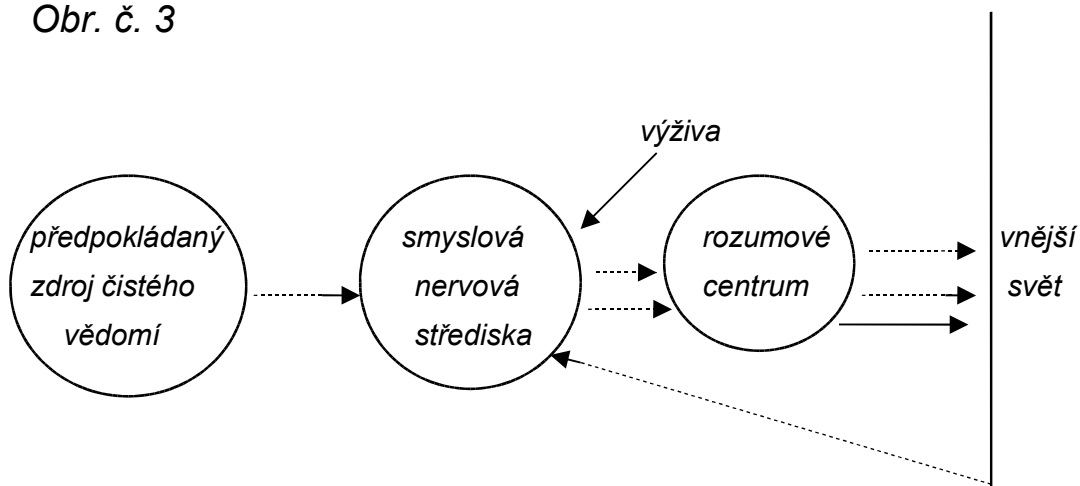 Obr. č. 3
výživa
předpokládaný
zdroj čistého
vědomí
smyslová
nervová
střediska
rozumové
centrum
vnější
svět